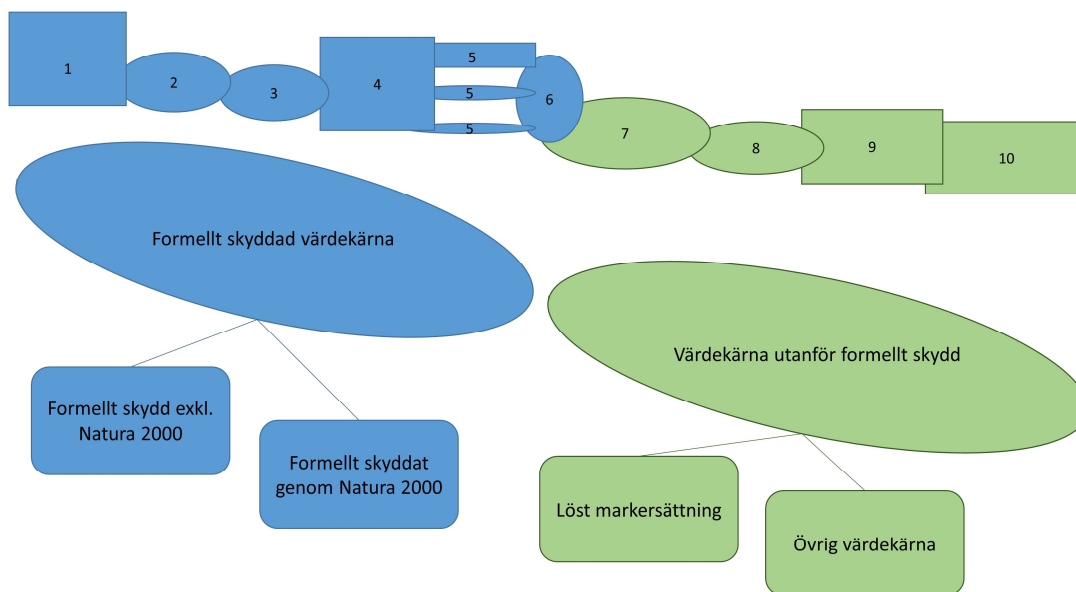 1
2
3
4
5
5
5
6
7
8
9
10
Formellt skyddad värdekärna
Värdekärna utanför formellt skydd
Formellt skydd exkl.
Natura 2000
Formellt skyddat
genom Natura 2000
Löst markersättning
Övrig värdekärna